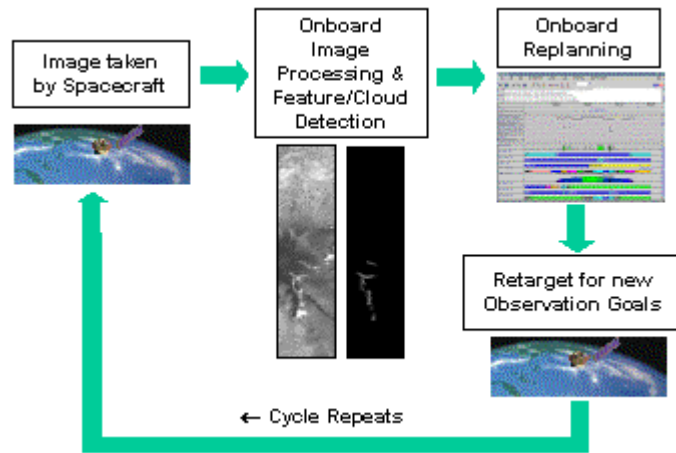 Image taken
by Spacecraft
Onboard
Image
Processing &
Feature/Cloud
Detection
Onboard
Replanning
Retarget for new
Observation Goals
← Cycle Repeats